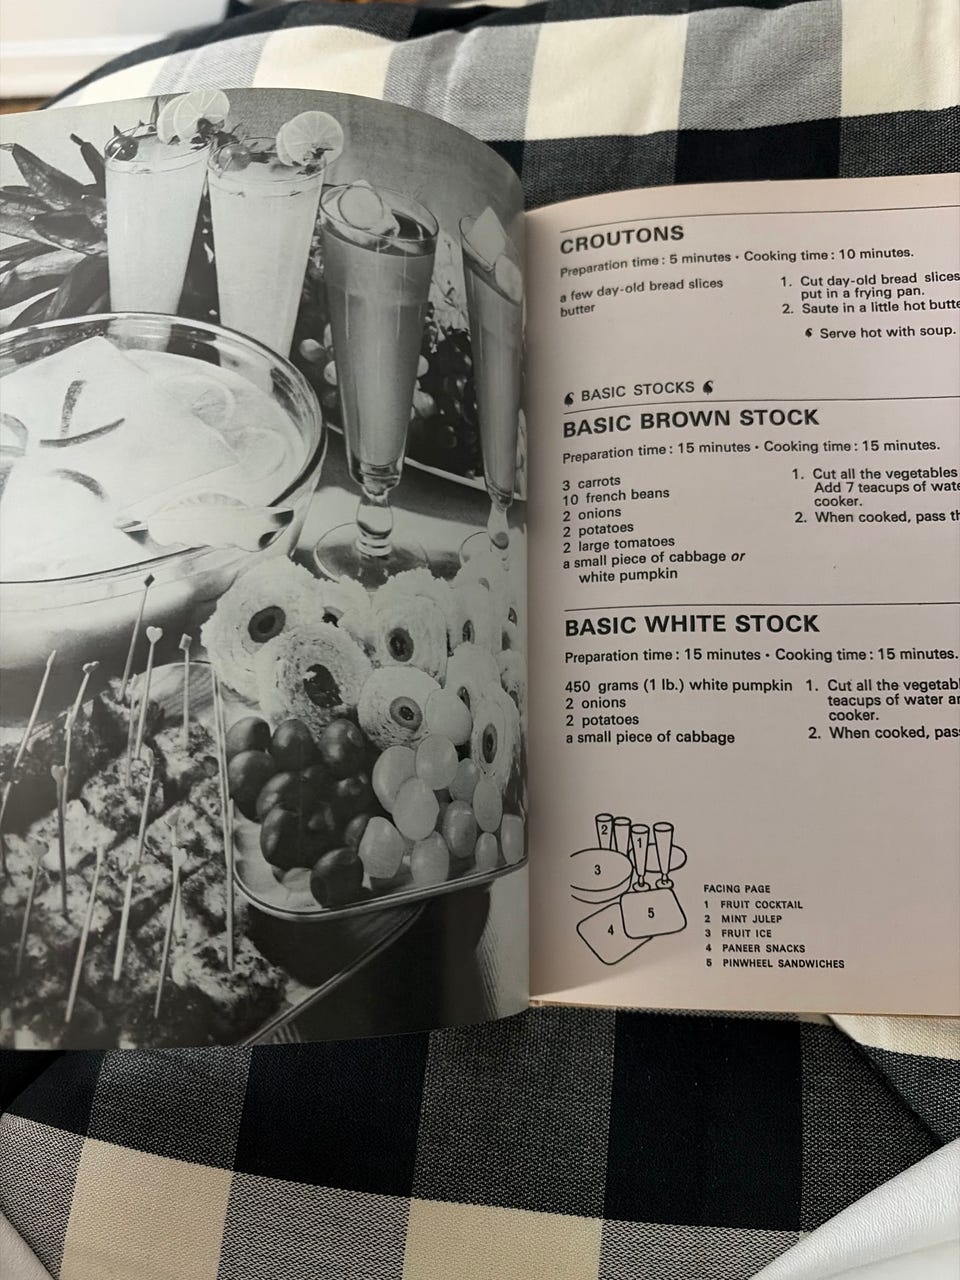 CROUTONS
Preparation time : 5 minutes • Cooking time : 10 minutes.
a few day-old bread slices
butter
1. Cut day-old bread slices
put in a frying pan.
2. Saute in a little hot butte
Serve hot with soup.
BASIC STOCKS
BASIC BROWN STOCK
Preparation time : 15 minutes • Cooking time : 15 minutes.
3 carrots
10 french beans
2 onions
2 potatoes
2 large tomatoes
a small piece of cabbage or
white pumpkin
1. Cut all the vegetables
Add 7 teacups of wate
cooker.
2. When cooked, pass th
BASIC WHITE STOCK
Preparation time : 15 minutes • Cooking time : 15 minutes.
450 grams (1 lb.) white pumpkin
2 onions
2 potatoes
a small piece of cabbage
1. Cut all the vegetabl
teacups of water an
cooker.
2. When cooked, pass
2
1
3
5
4
FACING PAGE
1 FRUIT COCKTAIL
2 MINT JULEP
3 FRUIT ICE
4 PANEER SNACKS
5 PINWHEEL SANDWICHES